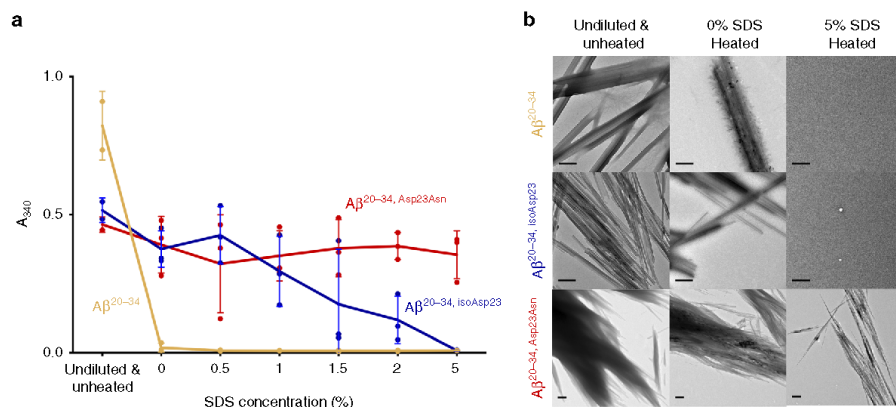 a
1.0
0.5
0.0
A340
Aβ20–34, Asp23Asn
Aβ20–34
Aβ20–34, isoAsp23
Undiluted &
unheated
0
0.5
1
1.5
2
5
SDS concentration (%)
b
Undiluted &
unheated
0% SDS
Heated
5% SDS
Heated
Aβ20–34
Aβ20–34, isoAsp23
Aβ20–34, Asp23Asn